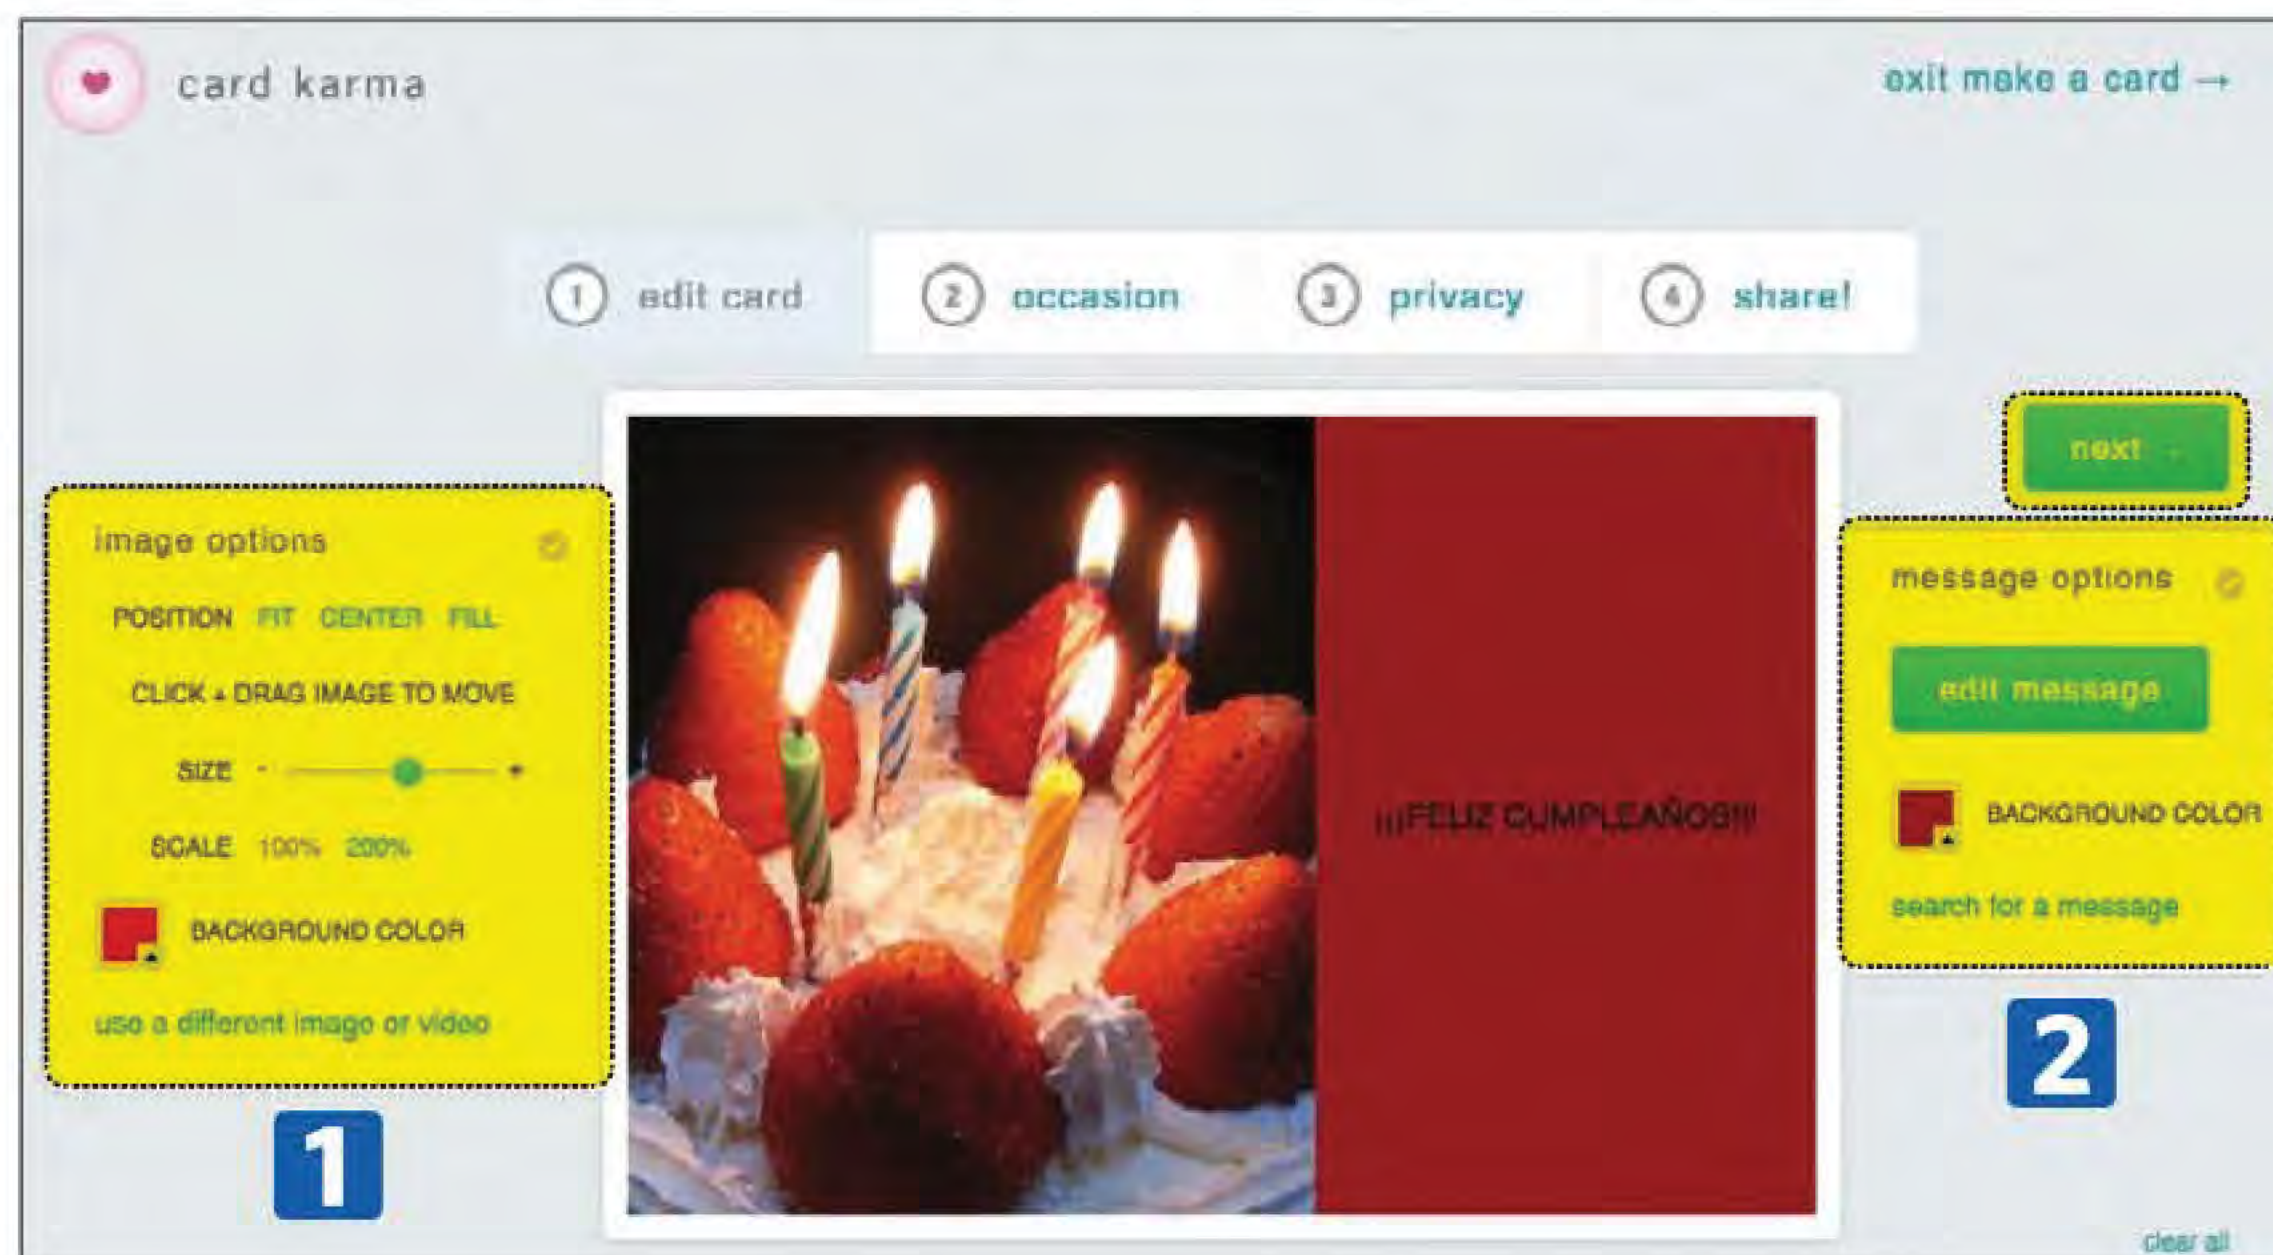 card karma
exit make a card →
1 edit card
2 occasion
3 privacy
4 share!
next →
image options
POSITION FIT CENTER FILL
CLICK + DRAG IMAGE TO MOVE
SIZE - +
SCALE 100% 200%
BACKGROUND COLOR
use a different image or video
1
¡¡¡FELIZ CUMPLEAÑOS!!!
message options
edit message
BACKGROUND COLOR
search for a message
2
clear all